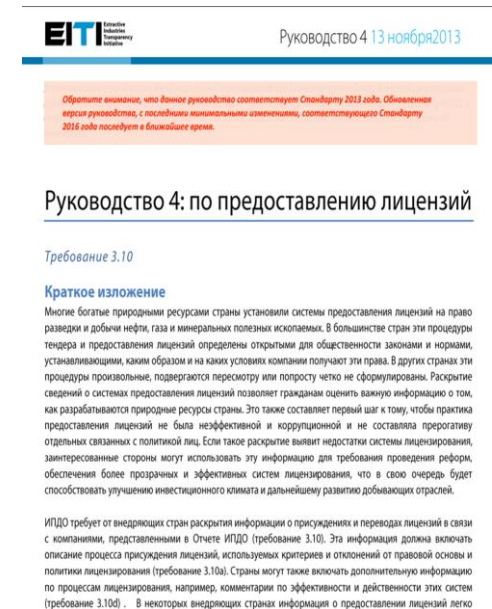 EITI Extractive
Industries
Transparency
Initiative
Руководство 4 13 ноября2013
Обратите внимание, что данное руководство соответствует Стандарту 2013 года. Обновленная
версия руководства, с последними минимальными изменениями, соответствующего Стандарту
2016 года последует в ближайшее время.
Руководство 4: по предоставлению лицензий
Требование 3.10
Краткое изложение
Многие богатые природными ресурсами страны установили системы предоставления лицензий на право
разведки и добычи нефти, газа и минеральных полезных ископаемых. В большинстве стран эти процедуры
тендера и предоставления лицензий определены открытыми для общественности законами и нормами,
устанавливающими, каким образом и на каких условиях компании получают эти права. В других странах эти
процедуры произвольные, подвергаются пересмотру или попросту четко не сформулированы. Раскрытие
сведений о системах предоставления лицензий позволяет гражданам оценить важную информацию о том,
как разрабатываются природные ресурсы страны. Это также составляет первый шаг к тому, чтобы практика
предоставления лицензий не была неэффективной и коррупционной и не составляла прерогативу
отдельных связанных с политикой лиц. Если такое раскрытие выявит недостатки системы лицензирования,
заинтересованные стороны могут использовать эту информацию для требования проведения реформ,
обеспечения более прозрачных и эффективных систем лицензирования, что в свою очередь будет
способствовать улучшению инвестиционного климата и дальнейшему развитию добывающих отраслей.
ИПДО требует от внедряющих стран раскрытия информации о присуждениях и переводах лицензий в связи
с компаниями, представленными в Отчете ИПДО (требование 3.10). Эта информация должна включать
описание процесса присуждения лицензий, используемых критериев и отклонений от правовой основы и
политики лицензирования (требование 3.10a). Страны могут также включать дополнительную информацию
по процессам лицензирования, например, комментарии по эффективности и действенности этих систем
(требование 3.10d) . В некоторых внедряющих странах информация о предоставлении лицензий легко